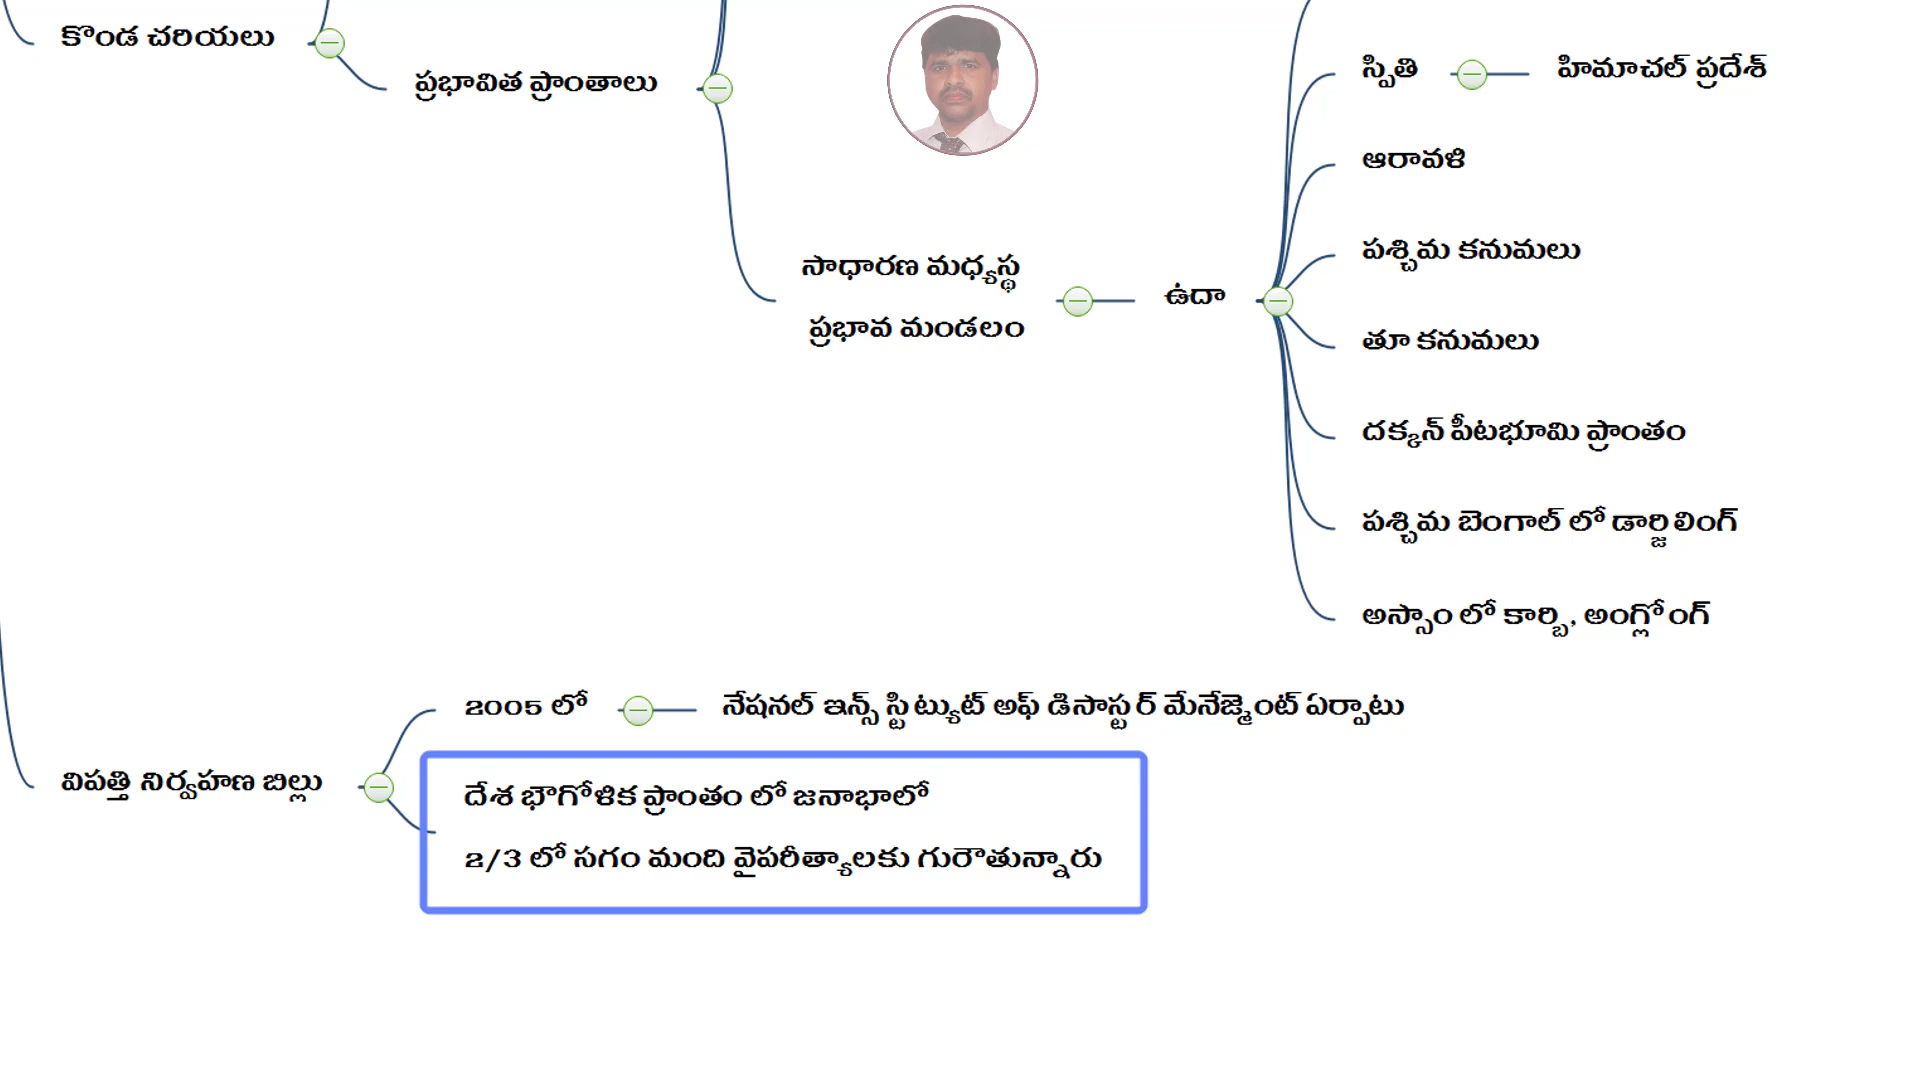 కొండ చరియలు
ప్రభావిత ప్రాంతాలు
స్పితి
హిమాచల్ ప్రదేశ్
ఆరావళి
పశ్చిమ కనుమలు
సాధారణ మధ్యస్థ
ప్రభావ మండలం
ఉదా
తూ కనుమలు
దక్కన్ పీటభూమి ప్రాంతం
పశ్చిమ బెంగాల్ లో డార్జిలింగ్
అస్సాం లో కార్బి, అంగ్లోంగ్
2005 లో
నేషనల్ ఇన్స్ స్టిట్యుట్ అఫ్ డిసాస్టర్ మేనేజ్మెంట్ ఏర్పాటు
విపత్తి నిర్వహణ బిల్లు
దేశ భౌగోళిక ప్రాంతం లో జనాభాలో
2/3 లో సగం మంది వైపరీత్యాలకు గురౌతున్నారు